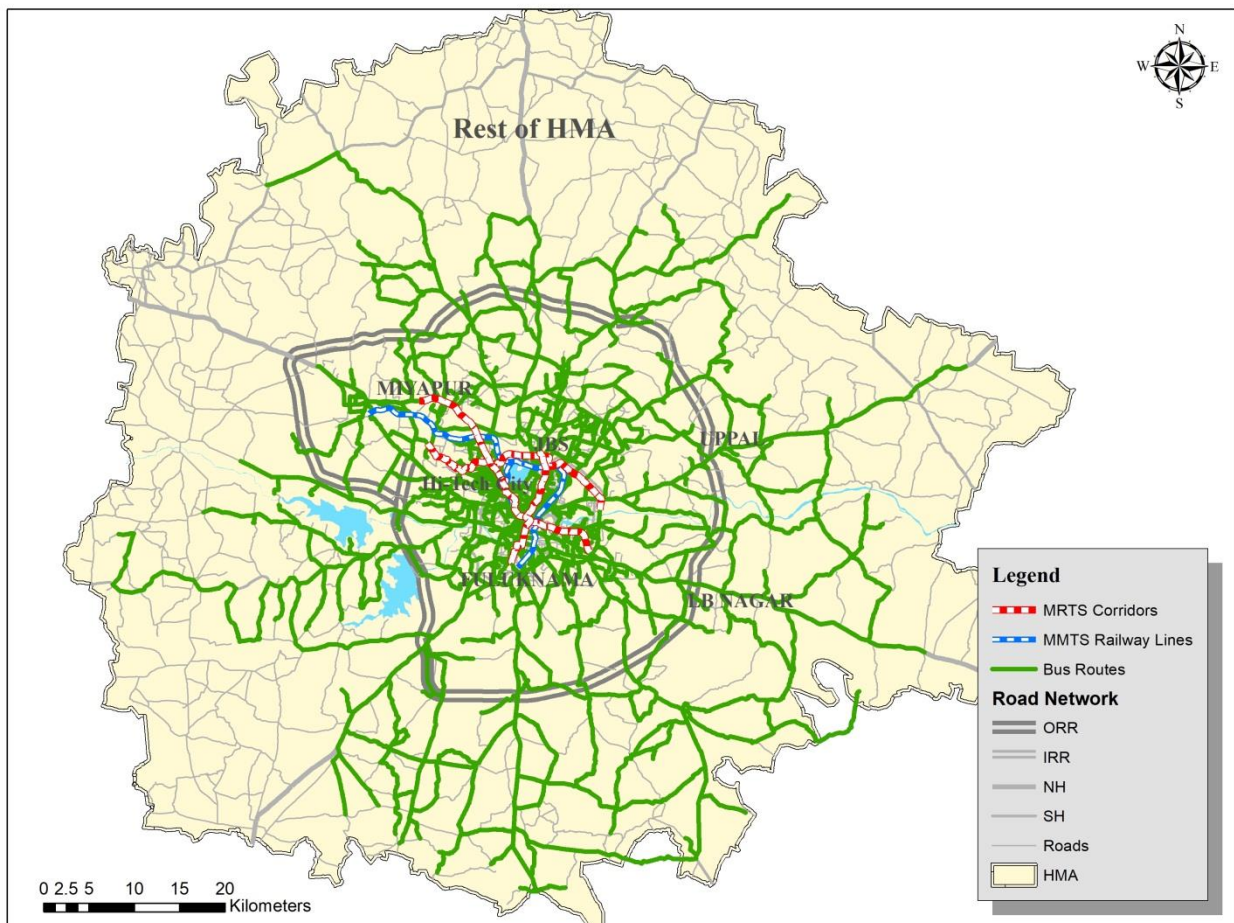 N
W E
S
Rest of HMA
MIYAPUR
JBS
UPPAL
Hi-Tech City
FULUKNAMA
LB NAGAR
Legend
MRTS Corridors
MMTS Railway Lines
Bus Routes
Road Network
ORR
IRR
NH
SH
Roads
HMA
0 2.5 5 10 15 20
Kilometers